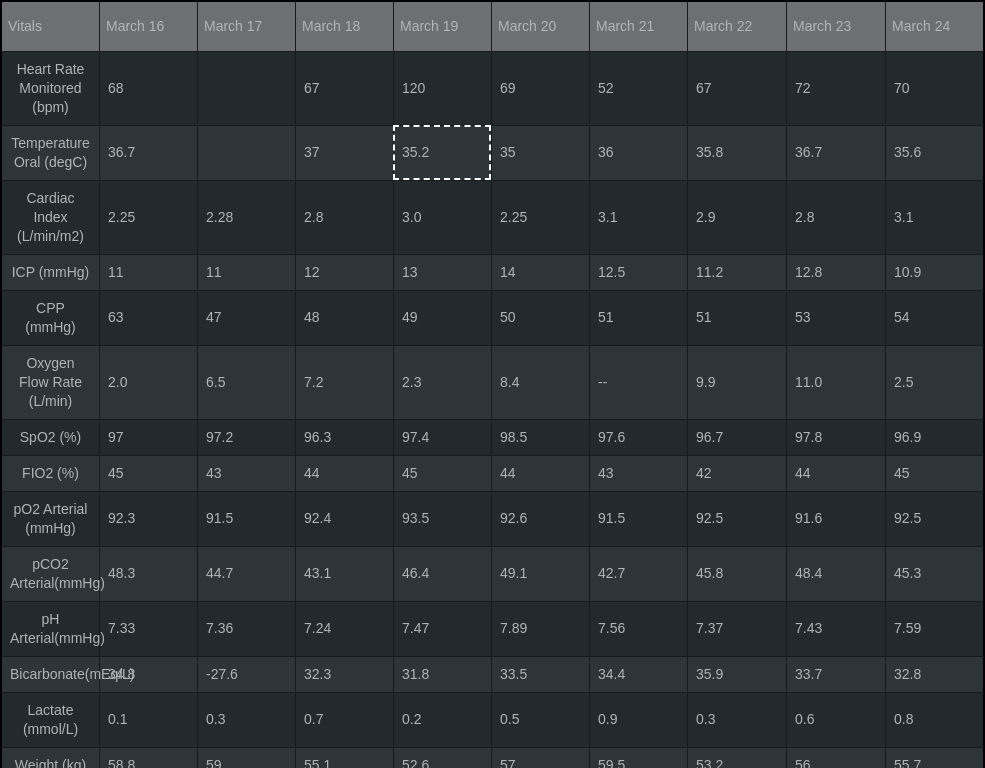 Vitals March 16 March 17 March 18 March 19 March 20 March 21 March 22 March 23 March 24
Heart Rate
Monitored
(bpm)
68 67 120 69 52 67 72 70
Temperature
Oral (degC)
36.7 37 35.2 35 36 35.8 36.7 35.6
Cardiac
Index
(L/min/m2)
2.25 2.28 2.8 3.0 2.25 3.1 2.9 2.8 3.1
ICP (mmHg) 11 11 12 13 14 12.5 11.2 12.8 10.9
CPP
(mmHg)
63 47 48 49 50 51 51 53 54
Oxygen
Flow Rate
(L/min)
2.0 6.5 7.2 2.3 8.4 -- 9.9 11.0 2.5
SpO2 (%) 97 97.2 96.3 97.4 98.5 97.6 96.7 97.8 96.9
FIO2 (%) 45 43 44 45 44 43 42 44 45
pO2 Arterial
(mmHg)
92.3 91.5 92.4 93.5 92.6 91.5 92.5 91.6 92.5
pCO2
Arterial(mmHg)
48.3 44.7 43.1 46.4 49.1 42.7 45.8 48.4 45.3
pH
Arterial(mmHg)
7.33 7.36 7.24 7.47 7.89 7.56 7.37 7.43 7.59
Bicarbonate(mEq/L) 34.3 -27.6 32.3 31.8 33.5 34.4 35.9 33.7 32.8
Lactate
(mmol/L)
0.1 0.3 0.7 0.2 0.5 0.9 0.3 0.6 0.8
Weight (kg) 58.8 59 55.1 52.6 57 59.5 53.2 56 55.7